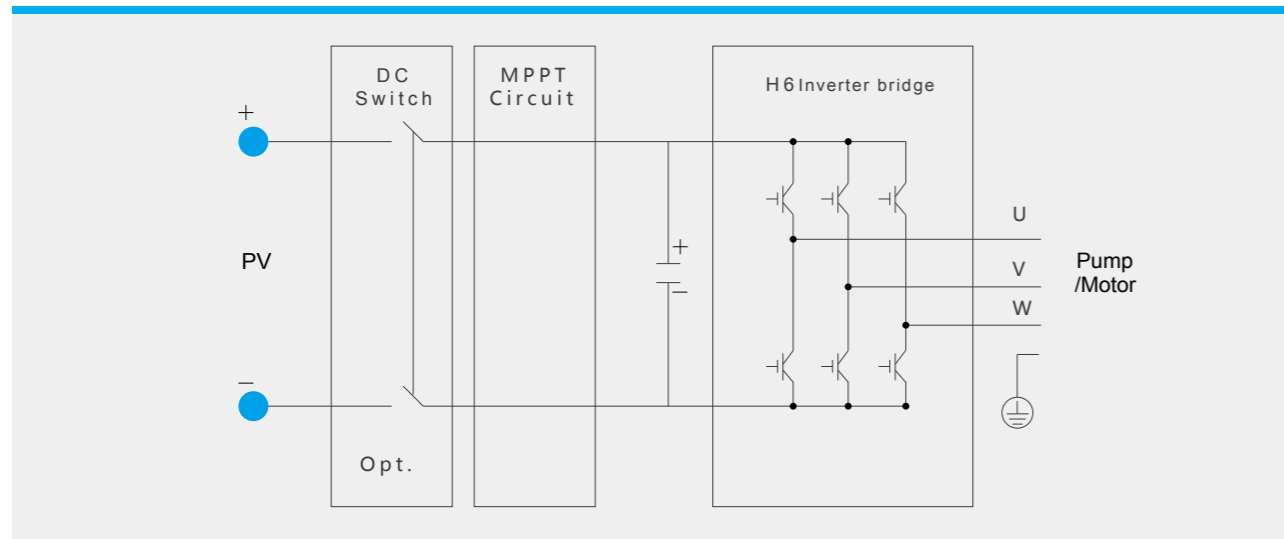 DC
Switch
MPPT
Circuit
H6 Inverter bridge
+
PV
+
−
U
V
W
Pump
/Motor
−
Opt.